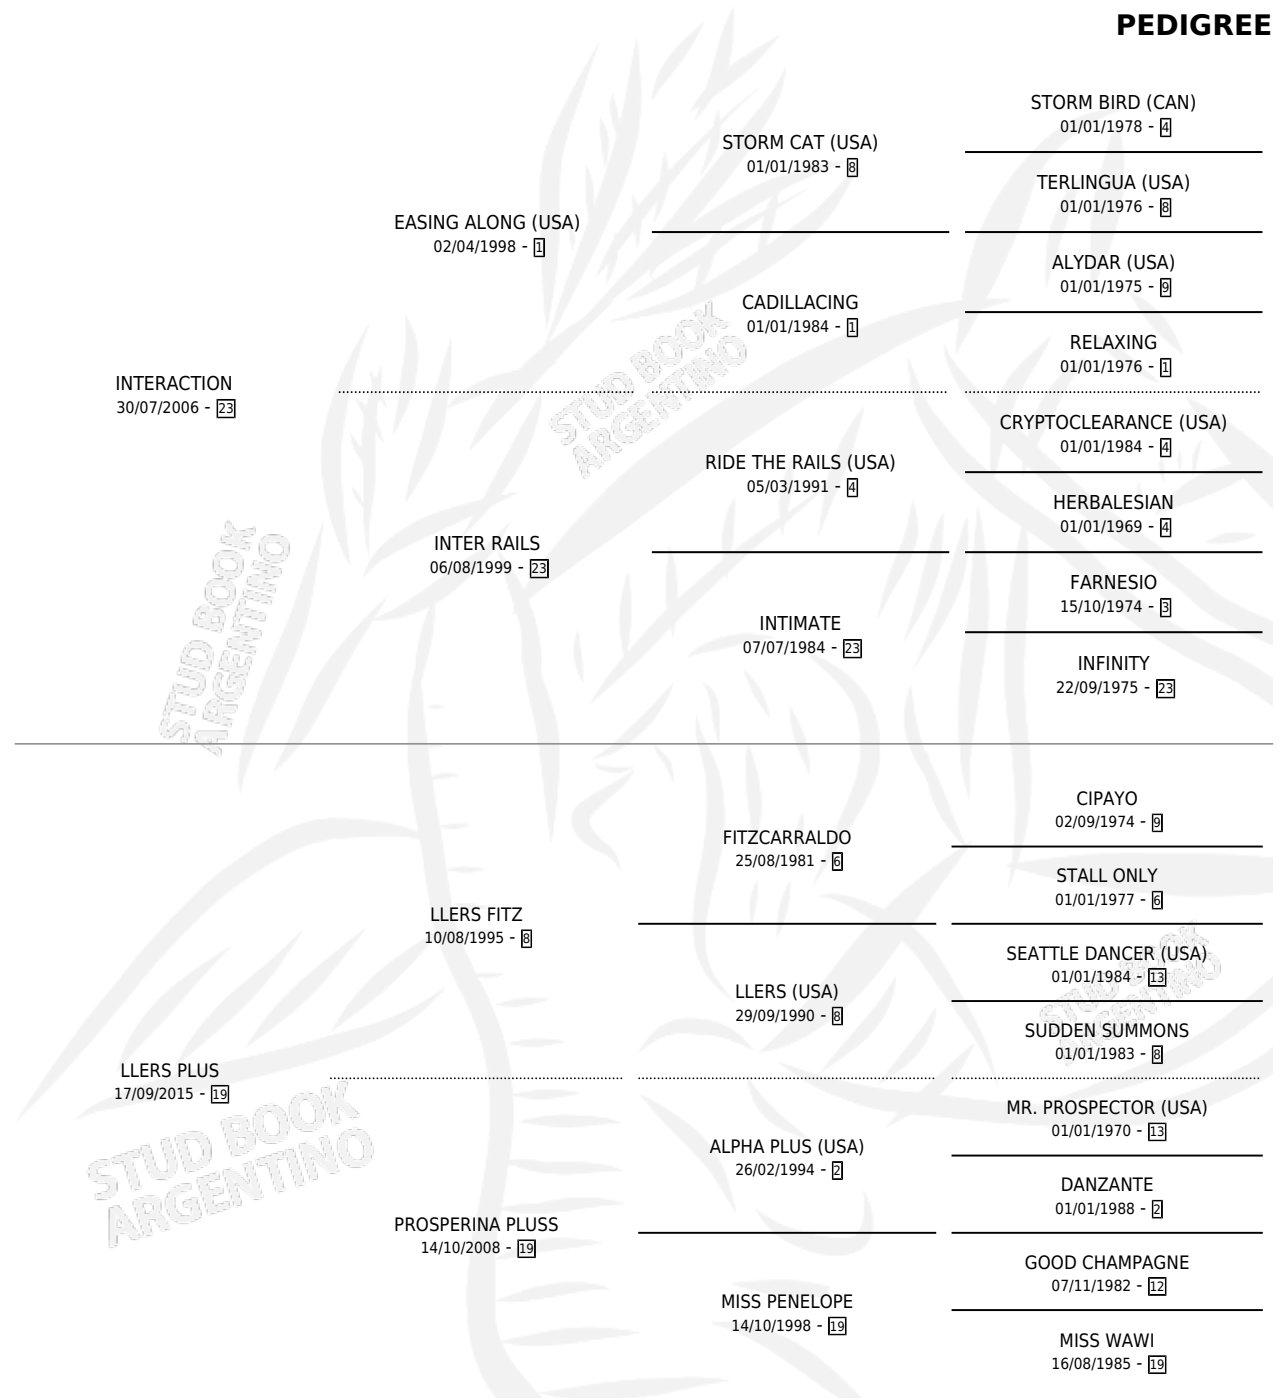 PEDIGREE
STORM BIRD (CAN)
01/01/1978 - 4
STORM CAT (USA)
01/01/1983 - 8
TERLINGUA (USA)
01/01/1976 - 8
EASING ALONG (USA)
02/04/1998 - 1
ALYDAR (USA)
01/01/1975 - 9
CADILLACING
01/01/1984 - 1
RELAXING
01/01/1976 - 1
INTERACTION
30/07/2006 - 23
CRYPTOCLEARANCE (USA)
01/01/1984 - 4
RIDE THE RAILS (USA)
05/03/1991 - 4
HERBALESIAN
01/01/1969 - 4
INTER RAILS
06/08/1999 - 23
FARNESIO
15/10/1974 - 3
INTIMATE
07/07/1984 - 23
INFINITY
22/09/1975 - 23
CIPAYO
02/09/1974 - 9
FITZCARRALDO
25/08/1981 - 6
STALL ONLY
01/01/1977 - 6
LLERS FITZ
10/08/1995 - 8
SEATTLE DANCER (USA)
01/01/1984 - 13
LLERS (USA)
29/09/1990 - 8
SUDDEN SUMMONS
01/01/1983 - 8
LLERS PLUS
17/09/2015 - 19
MR. PROSPECTOR (USA)
01/01/1970 - 13
ALPHA PLUS (USA)
26/02/1994 - 2
DANZANTE
01/01/1988 - 2
PROSPERINA PLUSS
14/10/2008 - 19
GOOD CHAMPAGNE
07/11/1982 - 12
MISS PENELOPE
14/10/1998 - 19
MISS WAWI
16/08/1985 - 19
STUD BOOK
ARGENTINO
STUD BOOK
ARGENTINO
STUD BOOK
ARGENTINO
STUD BOOK
ARGENTINO